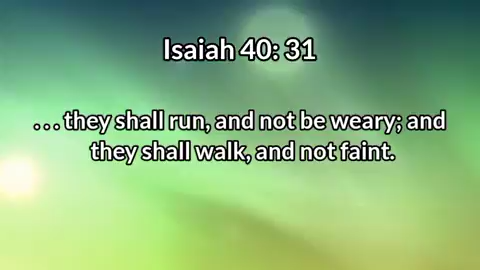 Isaiah 40: 31
. . . they shall run, and not be weary; and
they shall walk, and not faint.